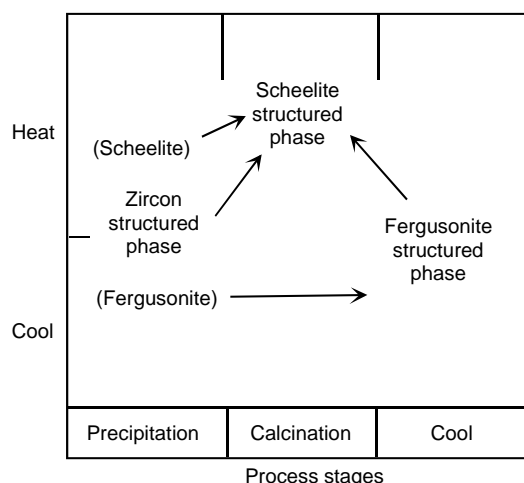 Scheelite
structured
phase
Heat
(Scheelite)
Zircon
structured
phase
Fergusonite
structured
phase
(Fergusonite)
Cool
Precipitation
Calcination
Cool
Process stages